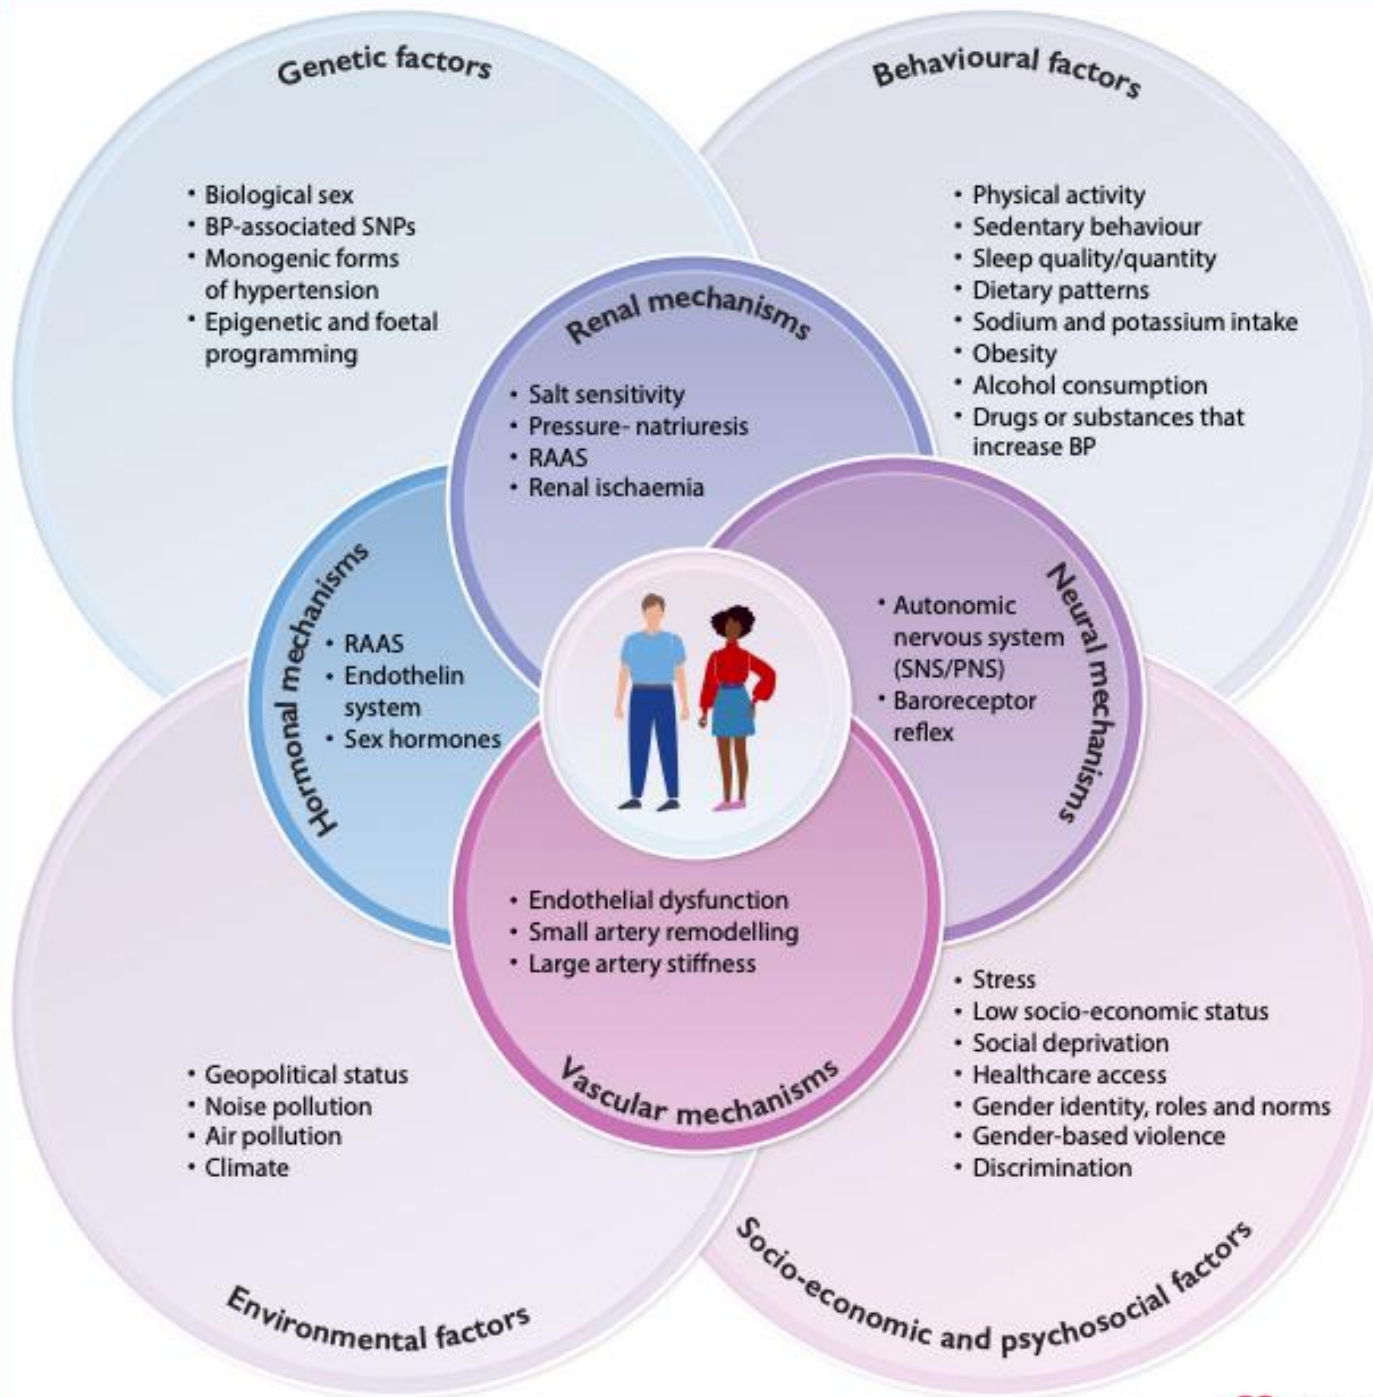 Genetic factors
• Biological sex
• BP-associated SNPs
• Monogenic forms
of hypertension
• Epigenetic and foetal
programming
Behavioural factors
• Physical activity
• Sedentary behaviour
• Sleep quality/quantity
• Dietary patterns
• Sodium and potassium intake
• Obesity
• Alcohol consumption
• Drugs or substances that
increase BP
Renal mechanisms
• Salt sensitivity
• Pressure- natriuresis
• RAAS
• Renal ischaemia
Hormonal mechanisms
• RAAS
• Endothelin
system
• Sex hormones
Neural mechanisms
• Autonomic
nervous system
(SNS/PNS)
• Baroreceptor
reflex
• Endothelial dysfunction
• Small artery remodelling
• Large artery stiffness
Vascular mechanisms
• Geopolitical status
• Noise pollution
• Air pollution
• Climate
Environmental factors
• Stress
• Low socio-economic status
• Social deprivation
• Healthcare access
• Gender identity, roles and norms
• Gender-based violence
• Discrimination
Socio-economic and psychosocial factors